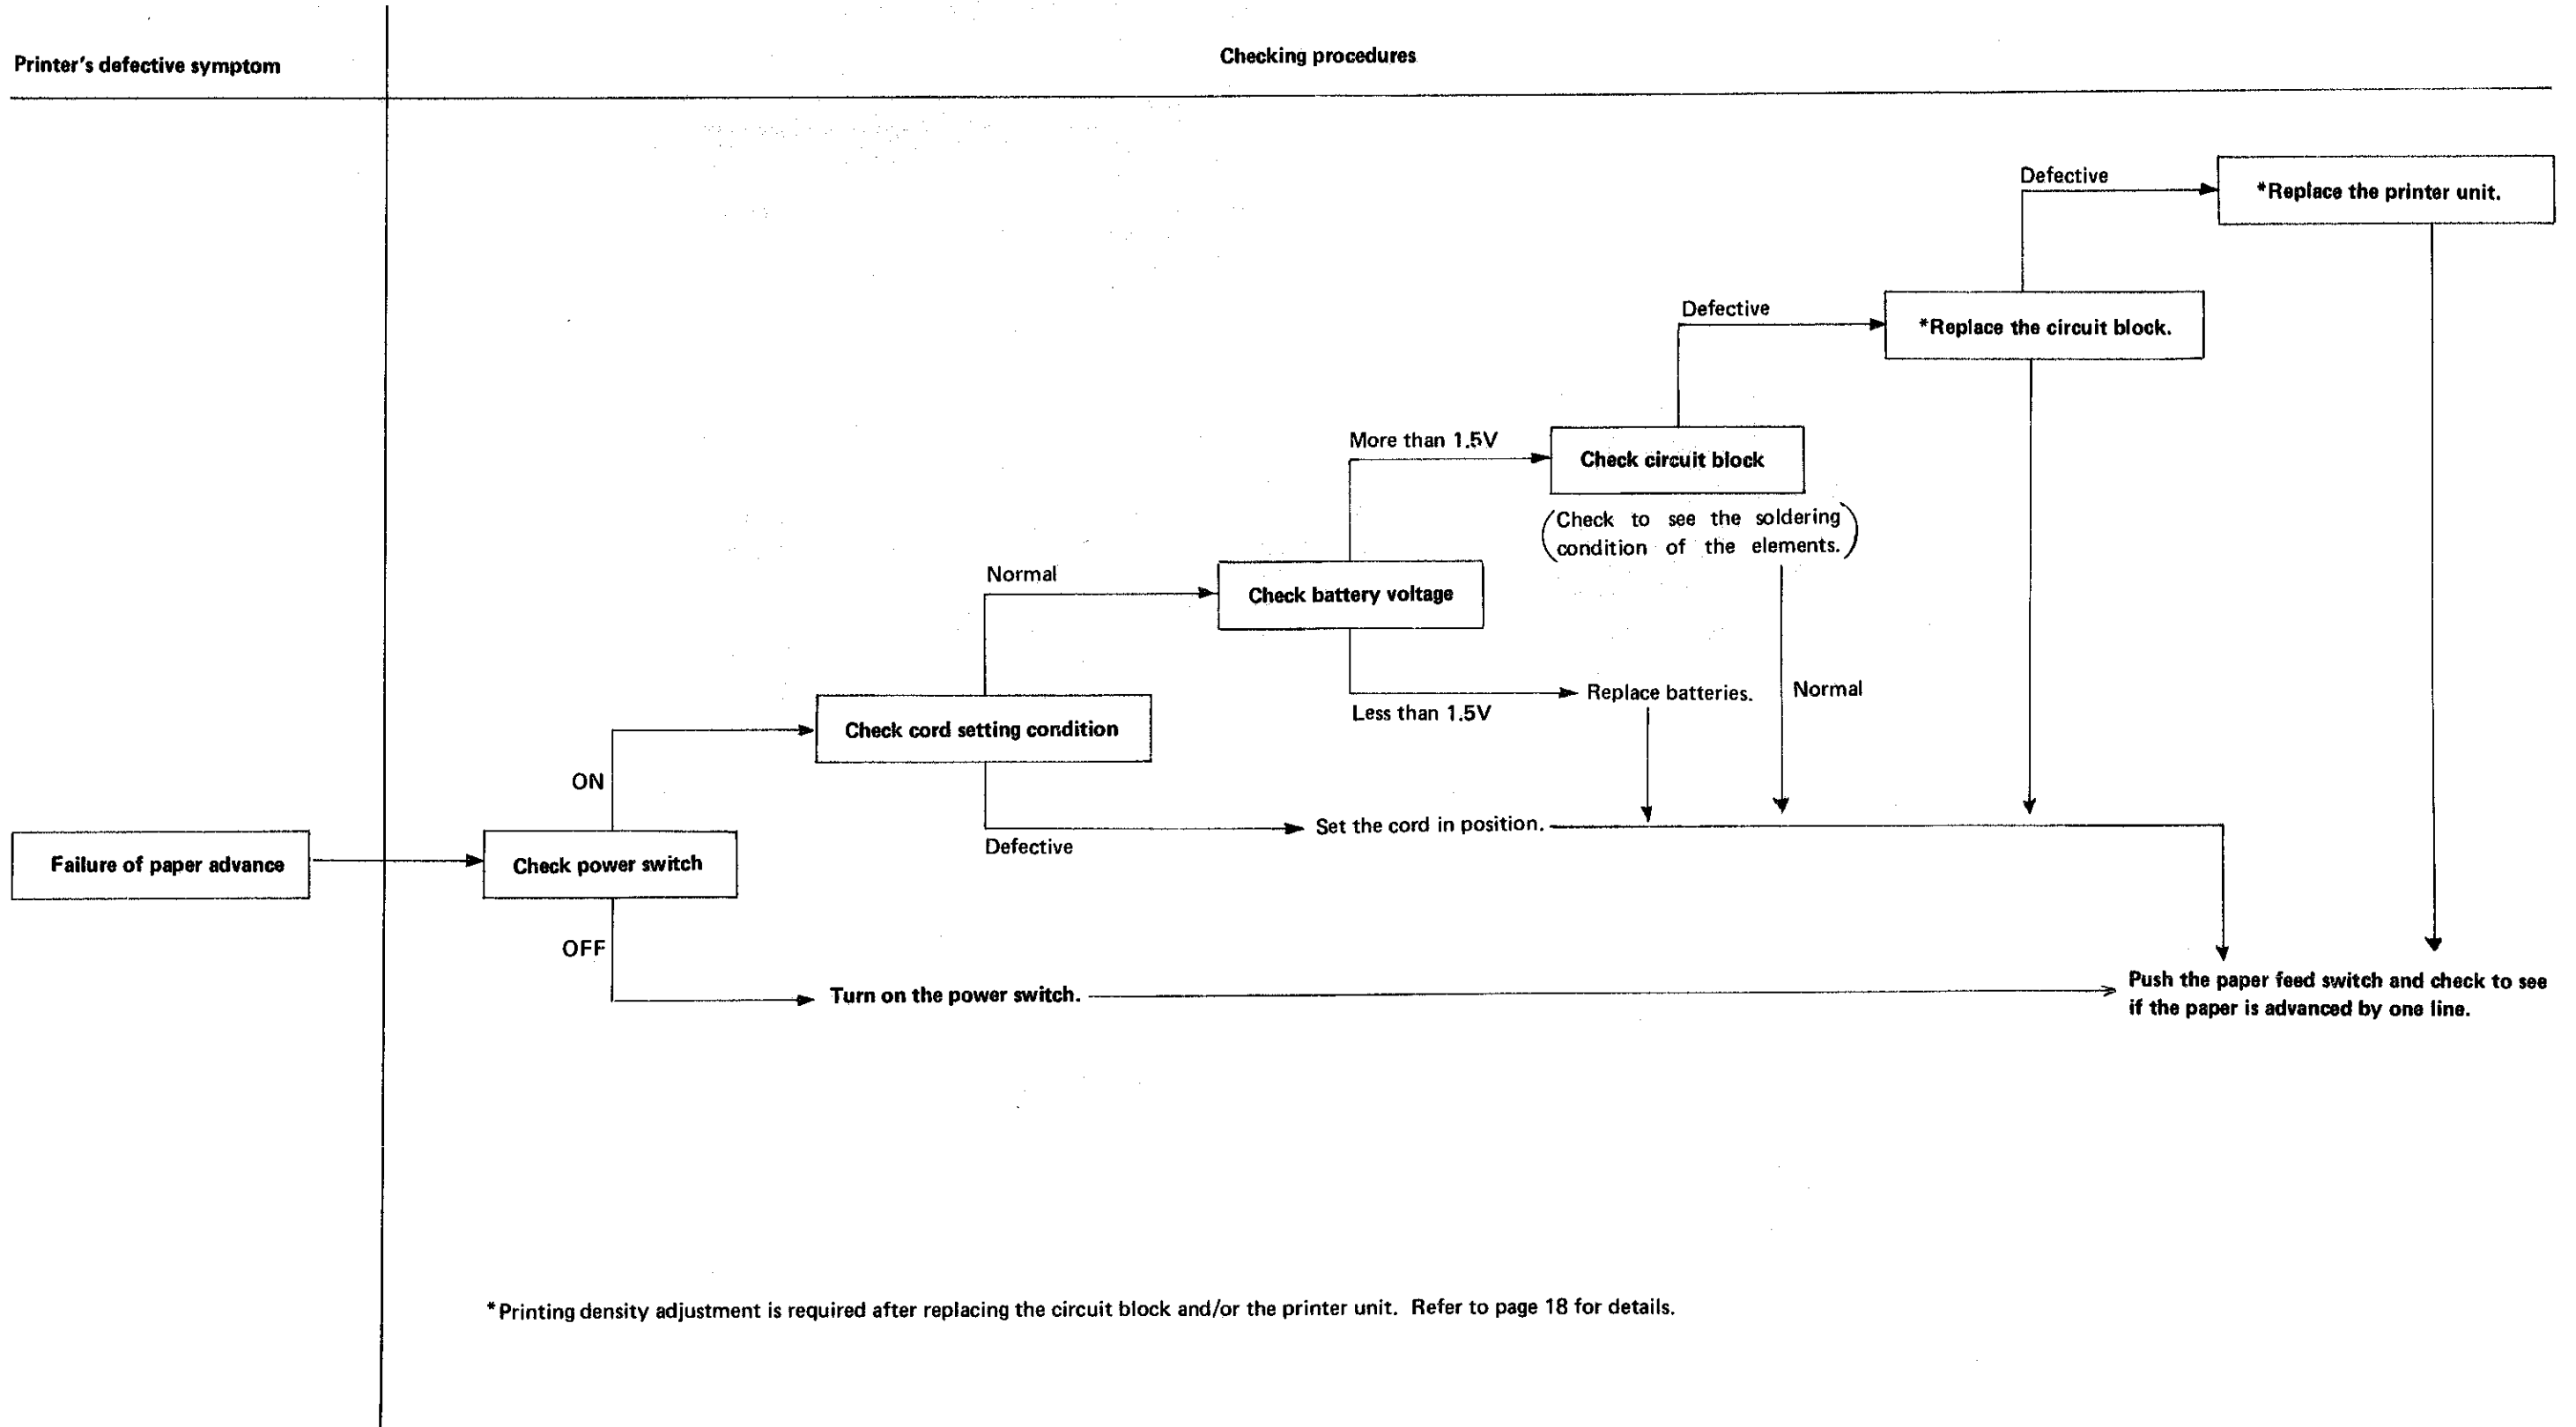 Printer's defective symptom
Checking procedures
Defective
*Replace the printer unit.
Defective
*Replace the circuit block.
More than 1.5V
Check circuit block
(Check to see the soldering
condition of the elements.)
Normal
Check battery voltage
Replace batteries.
Normal
Less than 1.5V
Check cord setting condition
ON
Set the cord in position.
Defective
Failure of paper advance
Check power switch
OFF
Turn on the power switch.
Push the paper feed switch and check to see
if the paper is advanced by one line.
*Printing density adjustment is required after replacing the circuit block and/or the printer unit. Refer to page 18 for details.